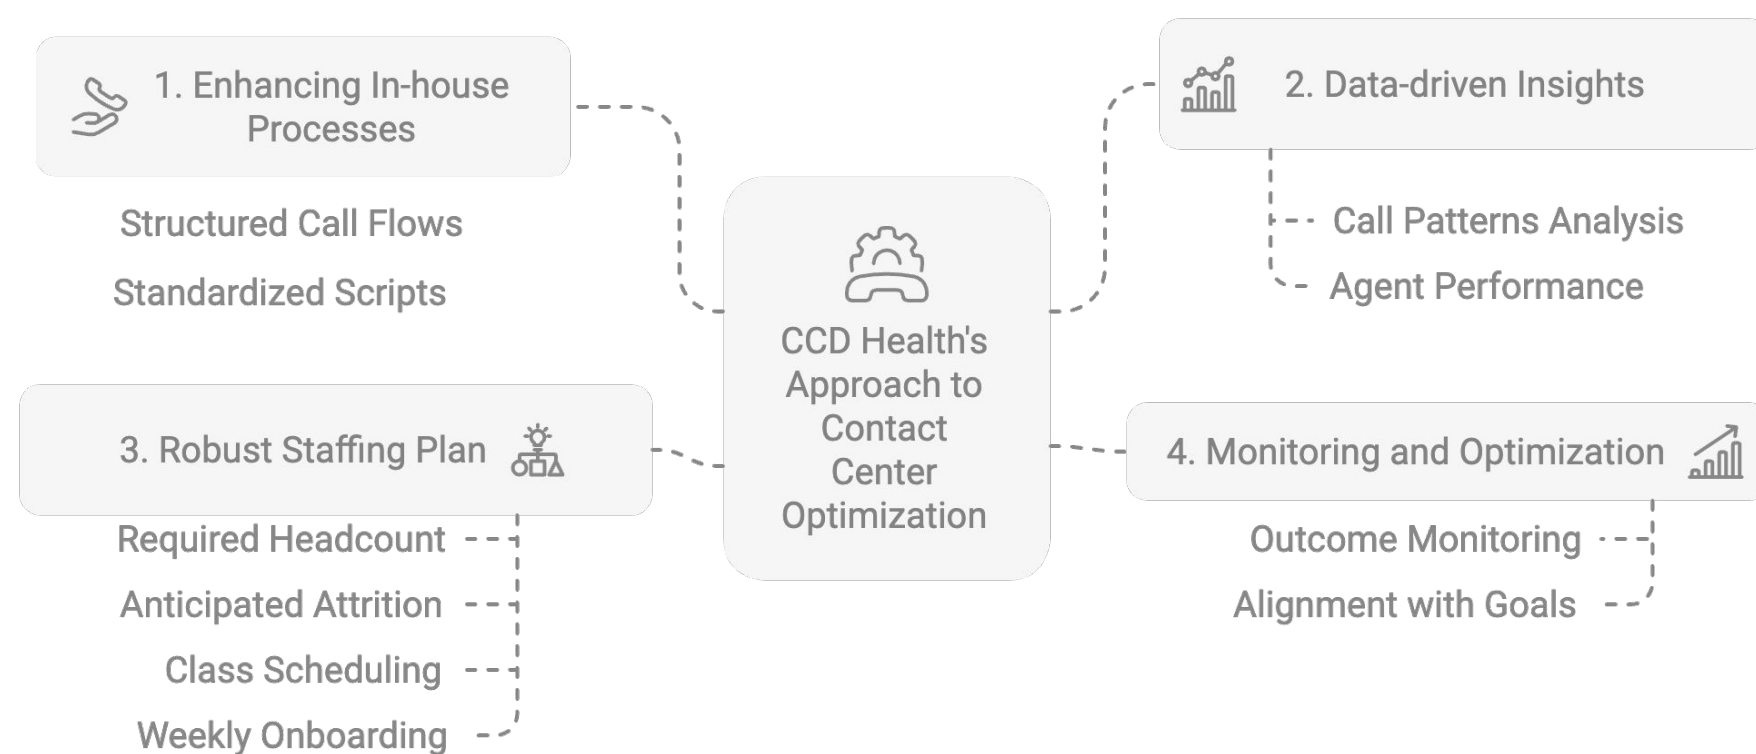 1. Enhancing In-house
Processes
Structured Call Flows
Standardized Scripts
2. Data-driven Insights
Call Patterns Analysis
Agent Performance
CCD Health's
Approach to
Contact
Center
Optimization
3. Robust Staffing Plan
Required Headcount
Anticipated Attrition
Class Scheduling
Weekly Onboarding
4. Monitoring and Optimization
Outcome Monitoring
Alignment with Goals